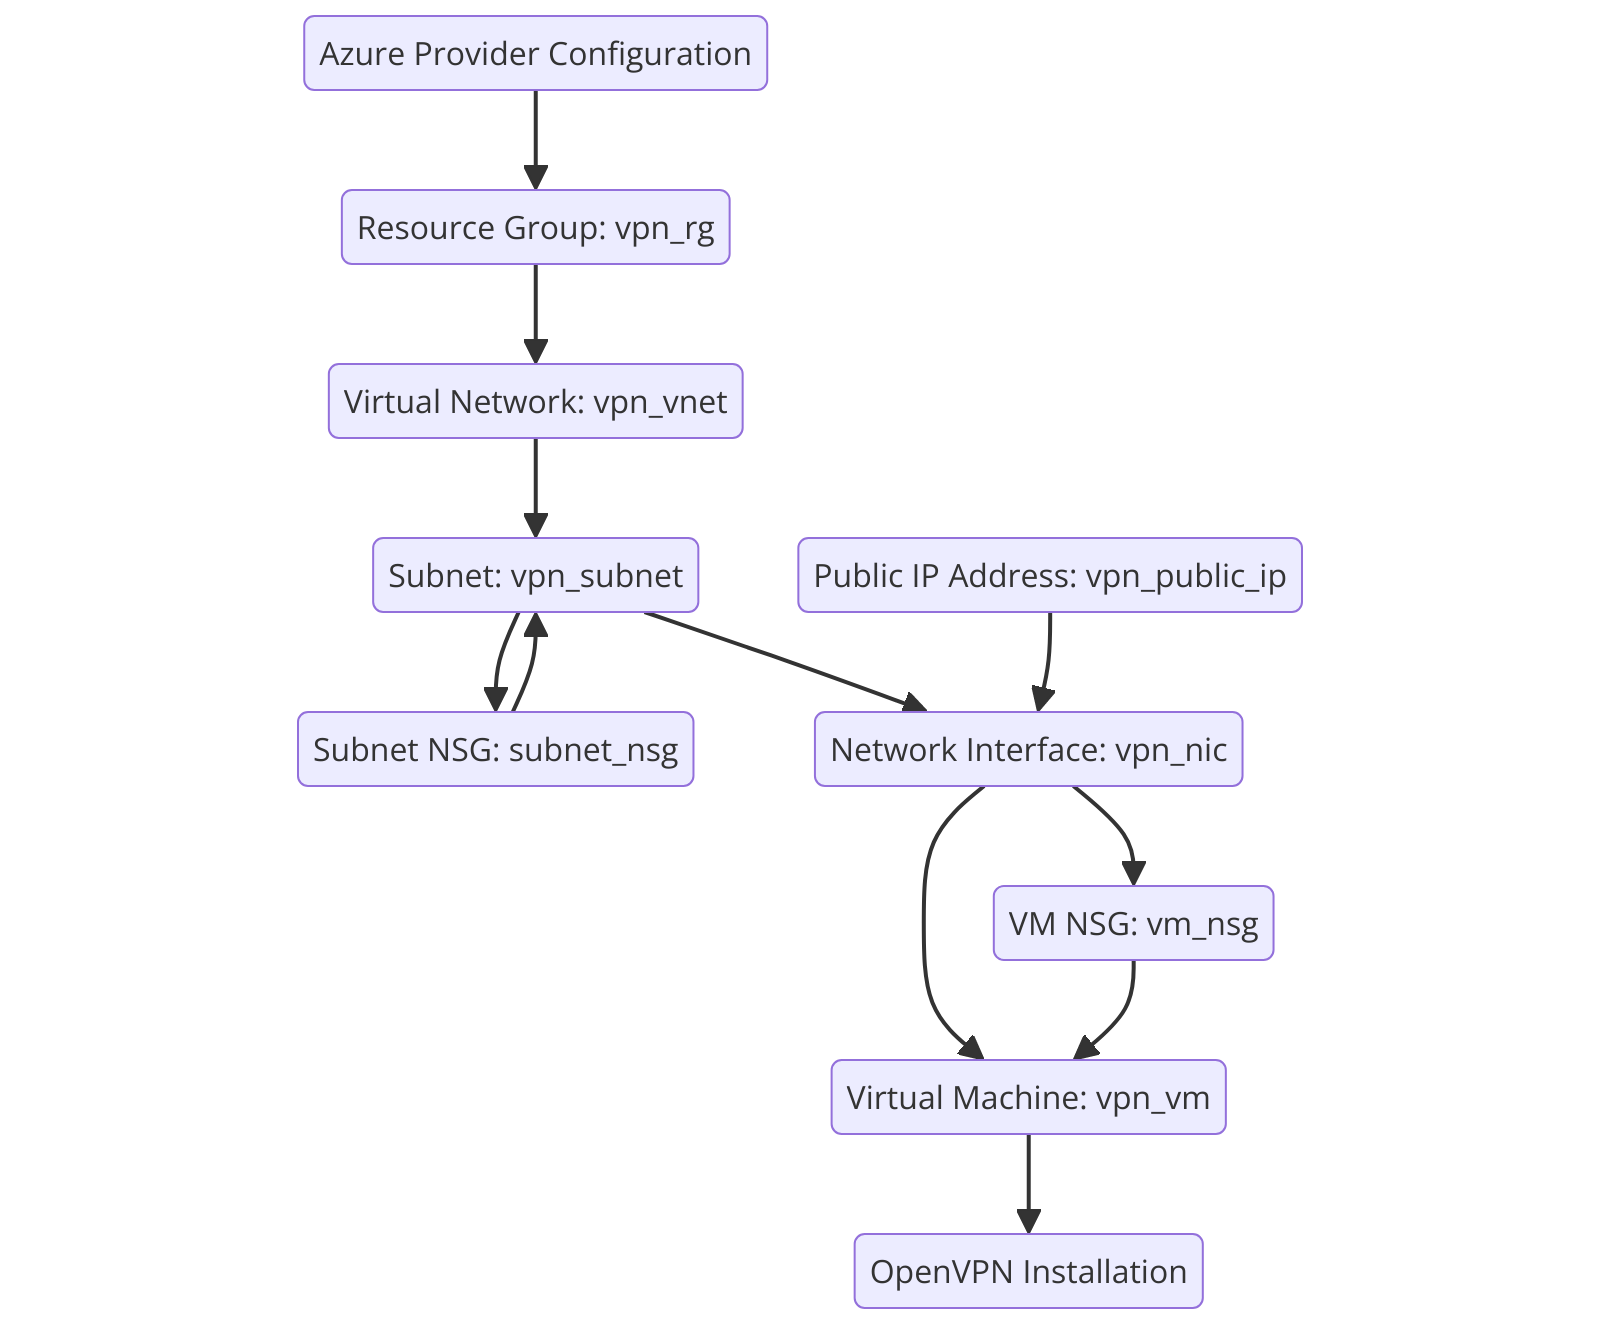 Azure Provider Configuration
Resource Group: vpn_rg
Virtual Network: vpn_vnet
Subnet: vpn_subnet
Public IP Address: vpn_public_ip
Subnet NSG: subnet_nsg
Network Interface: vpn_nic
VM NSG: vm_nsg
Virtual Machine: vpn_vm
OpenVPN Installation